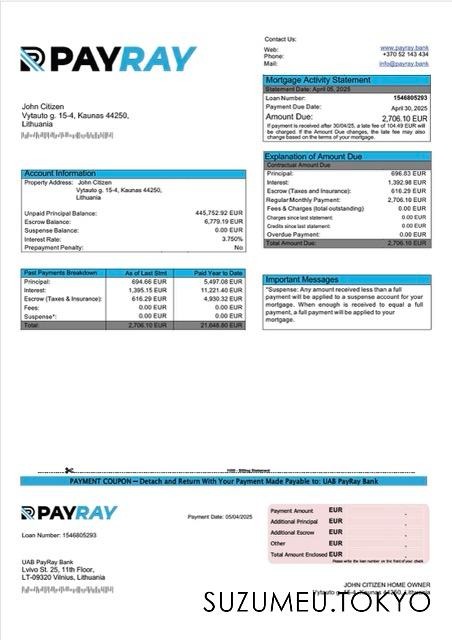 PAYRAY
Contact Us:
Web: www.payray.bank
Phone: +370 52 143 434
Mail: info@payray.bank
John Citizen
Vytauto g. 15-4, Kaunas 44250,
Lithuania
Mortgage Activity Statement
Statement Date: April 05, 2025
Loan Number: 1546805293
Payment Due Date: April 30, 2025
Amount Due: 2,706.10 EUR
If payment is received after 30/04/25, a late fee of 104.49 EUR will
be charged. If the Amount Due changes, the late fee may also
change based on the terms of your mortgage.
Account Information
Property Address: John Citizen
Vytauto g. 15-4, Kaunas 44250,
Lithuania
Unpaid Principal Balance: 445,752.92 EUR
Escrow Balance: 6,779.19 EUR
Suspense Balance: 0.00 EUR
Interest Rate: 3.750%
Prepayment Penalty: No
Explanation of Amount Due
Contractual Amount Due
Principal: 696.83 EUR
Interest: 1,392.98 EUR
Escrow (Taxes and Insurance): 616.29 EUR
Regular Monthly Payment: 2,706.10 EUR
Fees & Charges (total outstanding) 0.00 EUR
Charges since last statement: 0.00 EUR
Credits since last statement: 0.00 EUR
Overdue Payment: 0.00 EUR
Total Amount Due: 2,706.10 EUR
Past Payments Breakdown As of Last Stmt Paid Year to Date
Principal: 694.66 EUR 5,497.08 EUR
Interest: 1,395.15 EUR 11,221.40 EUR
Escrow (Taxes & Insurance): 616.29 EUR 4,930.32 EUR
Fees: 0.00 EUR 0.00 EUR
Suspense*: 0.00 EUR 0.00 EUR
Total: 2,706.10 EUR 21,648.80 EUR
Important Messages
*Suspense: Any amount received less than a full
payment will be applied to a suspense account for your
mortgage. When enough is received to equal a full
payment, a full payment will be applied to your
mortgage.
PAYMENT COUPON — Detach and Return With Your Payment Made Payable to: UAB PayRay Bank
PAYRAY
Payment Date: 05/04/2025
Loan Number: 1546805293
Payment Amount EUR
Additional Principal EUR
Additional Escrow EUR
Other EUR
Total Amount Enclosed EUR
Please write the loan number on the front of your check.
UAB PayRay Bank
Lvivo St. 25, 11th Floor,
LT-09320 Vilnius, Lithuania
JOHN CITIZEN HOME OWNER
Vytauto g. 15-4, Kaunas 44250,
SUZUMEU.TOKYO